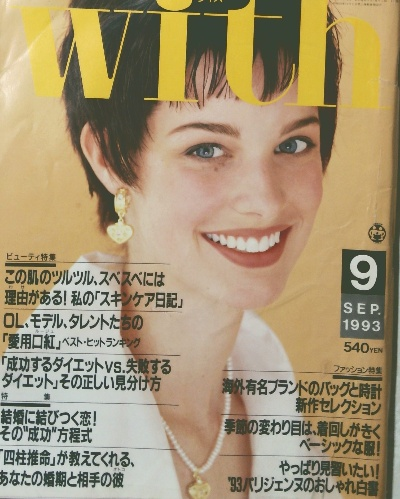 with
ビューティ特集
この肌のツルツル、スベスベには
理由がある!私の「スキンケア日記」
OL、モデル、タレントたちの
「愛用口紅」ベスト・ヒットランキング
「成功するダイエットvs.失敗する
ダイエット」その正しい見分け方
特集
結婚に結びつく恋!
その“成功”方程式
「四柱推命」が教えてくれる、
あなたの婚期と相手の彼
9
SEP.
1993
540YEN
ファッション特集
海外有名ブランドのバッグと時計
新作セレクション
季節の変わり目は、着回しがきく
ベーシックな服!
やっぱり見習いたい!
'93パリジェンヌのおしゃれ白書